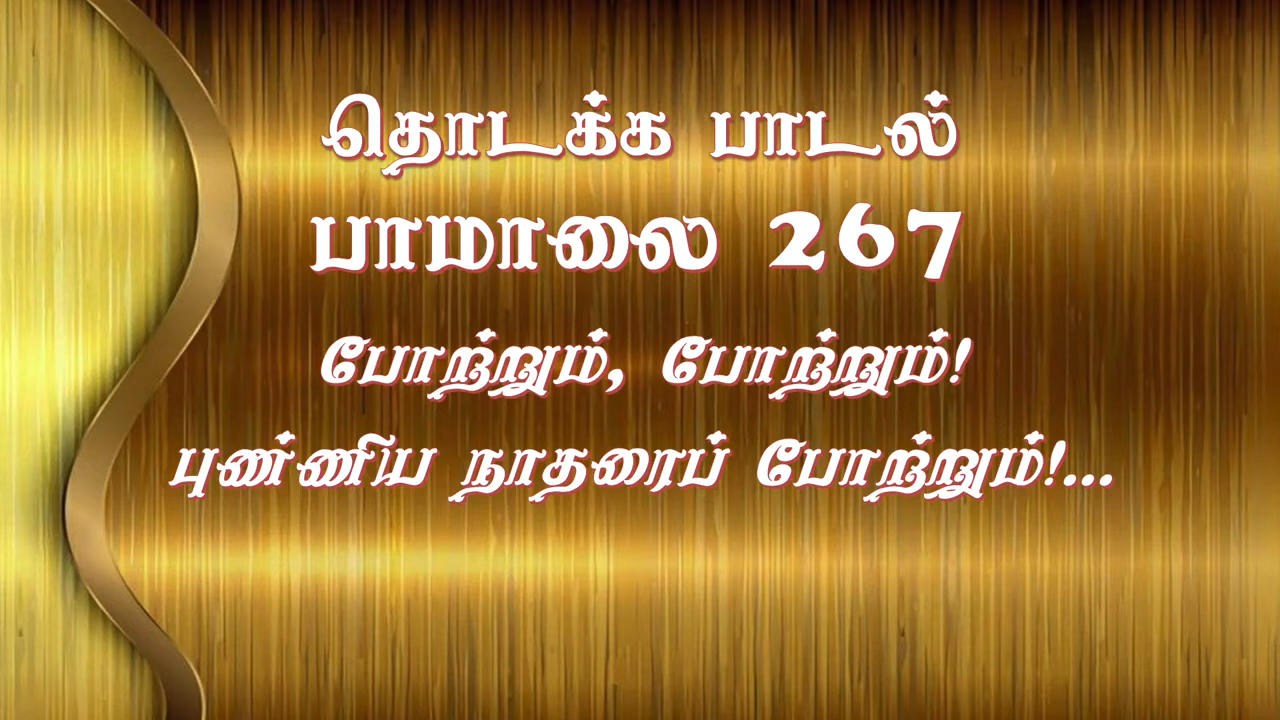 தொடக்க பாடல்
பாமாலை 267
போற்றும், போற்றும்!
புண்ணிய நாதரைப் போற்றும்!...